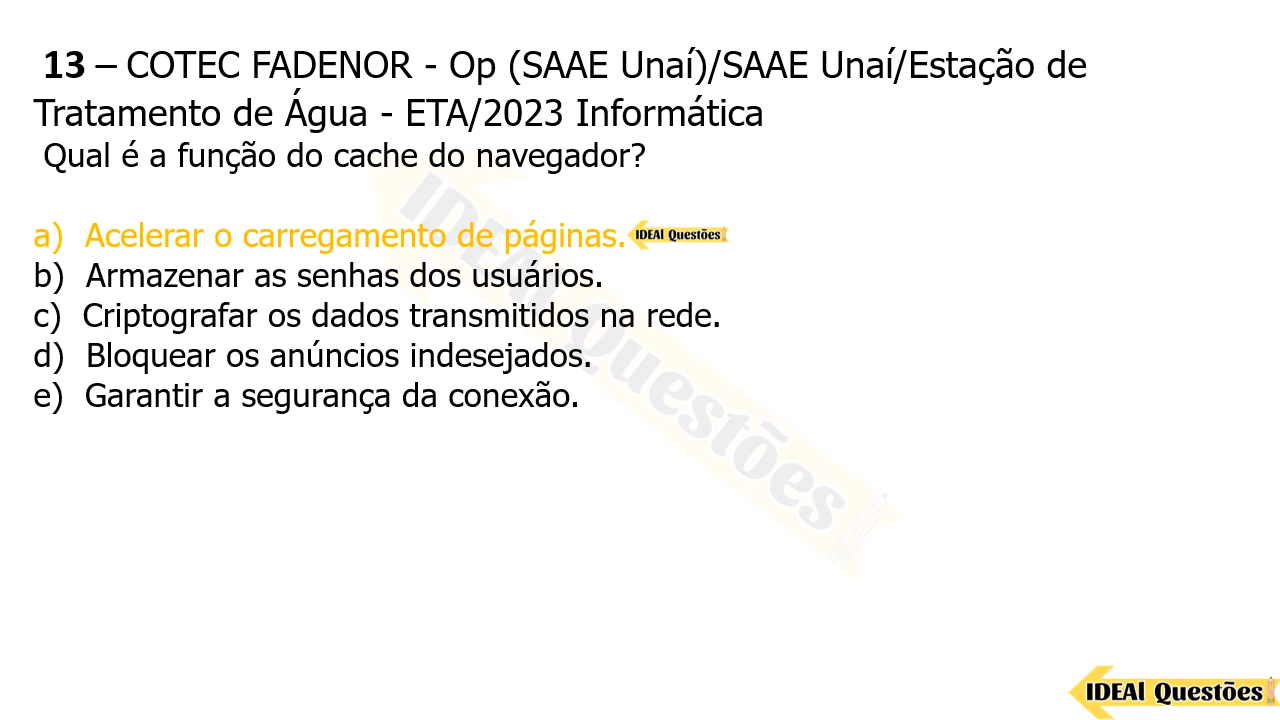 13 – COTEC FADENOR - Op (SAAE Unaí)/SAAE Unaí/Estação de
Tratamento de Água - ETA/2023 Informática
Qual é a função do cache do navegador?
a) Acelerar o carregamento de páginas. IDEAl Questões
b) Armazenar as senhas dos usuários.
c) Criptografar os dados transmitidos na rede.
d) Bloquear os anúncios indesejados.
e) Garantir a segurança da conexão.
IDEAl Questões
IDEAl Questões